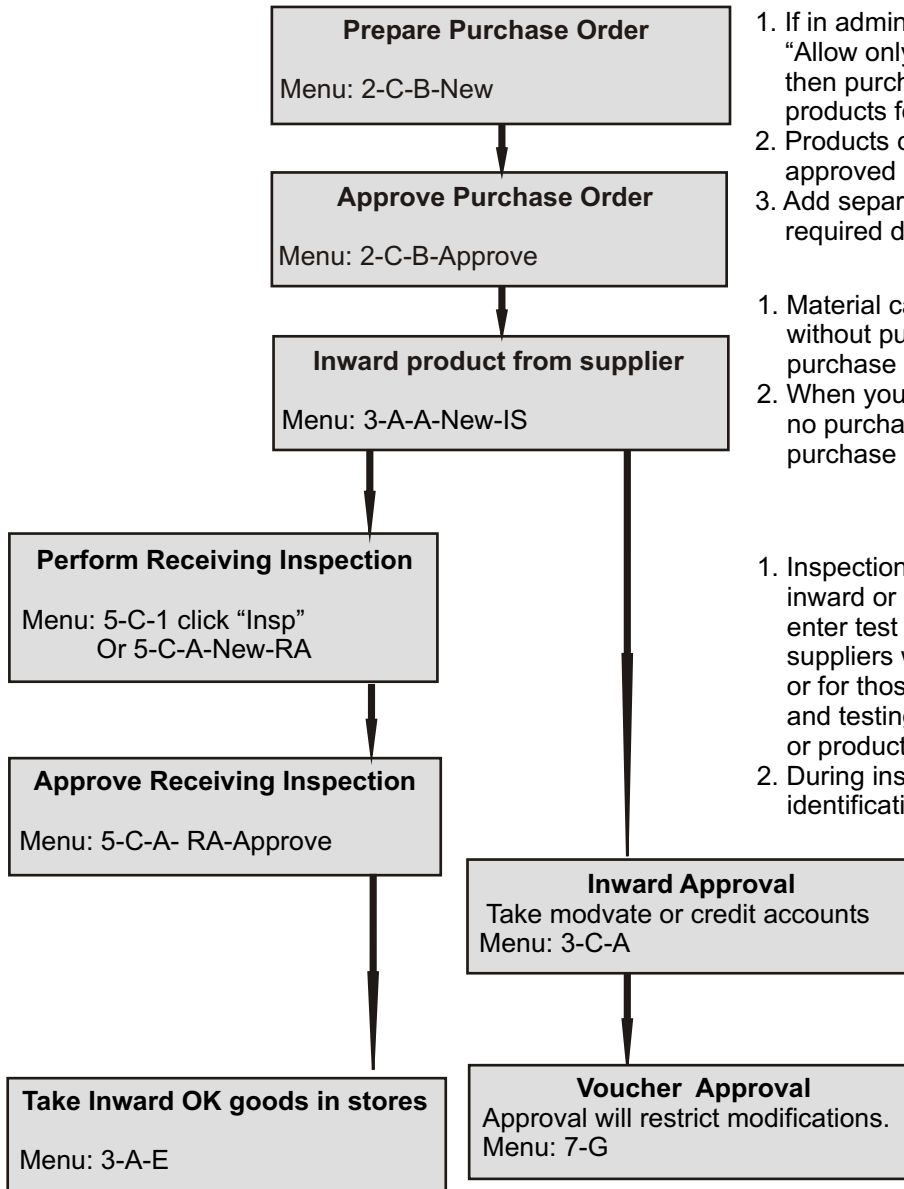 Prepare Purchase Order
Menu: 2-C-B-New
Approve Purchase Order
Menu: 2-C-B-Approve
Inward product from supplier
Menu: 3-A-A-New-IS
Perform Receiving Inspection
Menu: 5-C-1 click “Insp”
Or 5-C-A-New-RA
Approve Receiving Inspection
Menu: 5-C-A- RA-Approve
Take Inward OK goods in stores
Menu: 3-A-E
Inward Approval
Take modvate or credit accounts
Menu: 3-C-A
Voucher Approval
Approval will restrict modifications.
Menu: 7-G
1. If in admin
“Allow only
then purch
products f
2. Products
approved
3. Add separ
required d
1. Material ca
without pu
purchase
2. When you
no purcha
purchase
1. Inspection
inward or
enter test
suppliers
or for thos
and testin
or product
2. During ins
identificati